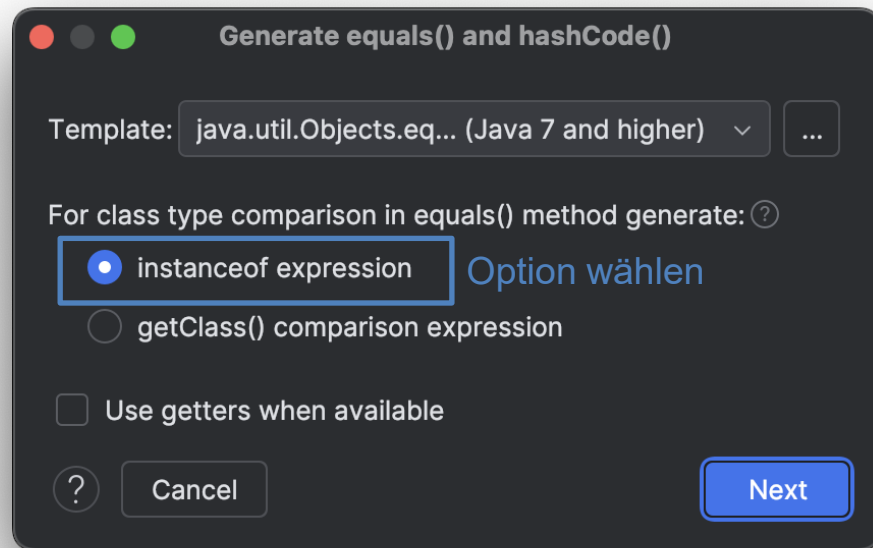 Generate equals() and hashCode()
Template: java.util.Objects.eq... (Java 7 and higher) ...
For class type comparison in equals() method generate: ?
instanceof expression Option wählen
getClass() comparison expression
Use getters when available
? Cancel Next